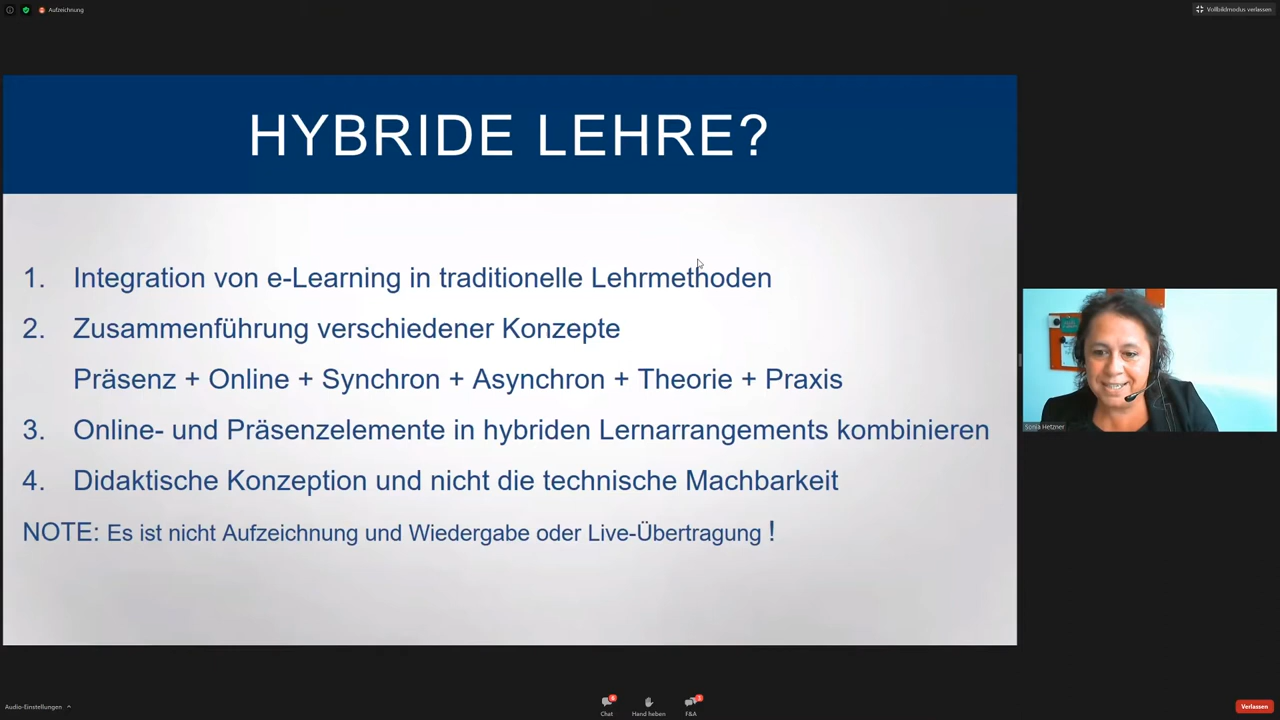 Aufzeichnung
Vollbildmodus verlassen
HYBRIDE LEHRE?
1. Integration von e-Learning in traditionelle Lehrmethoden
2. Zusammenführung verschiedener Konzepte
Präsenz + Online + Synchron + Asynchron + Theorie + Praxis
3. Online- und Präsenzelemente in hybriden Lernarrangements kombinieren
4. Didaktische Konzeption und nicht die technische Machbarkeit
NOTE: Es ist nicht Aufzeichnung und Wiedergabe oder Live-Übertragung !
Sonia Hetzner
Audio-Einstellungen
Chat
Hand heben
F&A
Verlassen